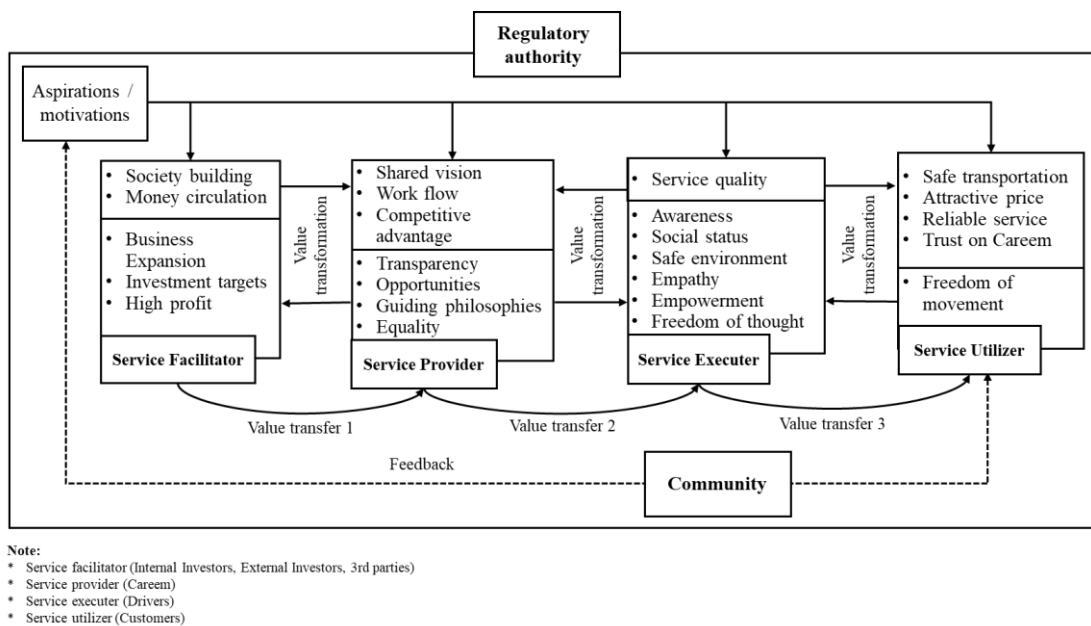 Regulatory
authority
Aspirations /
motivations
• Society building
• Money circulation
• Business
Expansion
• Investment targets
• High profit
Service Facilitator
Value
transformation
• Shared vision
• Work flow
• Competitive
advantage
• Transparency
• Opportunities
• Guiding philosophies
• Equality
Service Provider
Value
transformation
• Service quality
• Awareness
• Social status
• Safe environment
• Empathy
• Empowerment
• Freedom of thought
Service Executer
Value
transformation
• Safe transportation
• Attractive price
• Reliable service
• Trust on Careem
• Freedom of
movement
Service Utilizer
Value transfer 1
Value transfer 2
Value transfer 3
Feedback
Community
Note:
* Service facilitator (Internal Investors, External Investors, 3rd parties)
* Service provider (Careem)
* Service executer (Drivers)
* Service utilizer (Customers)